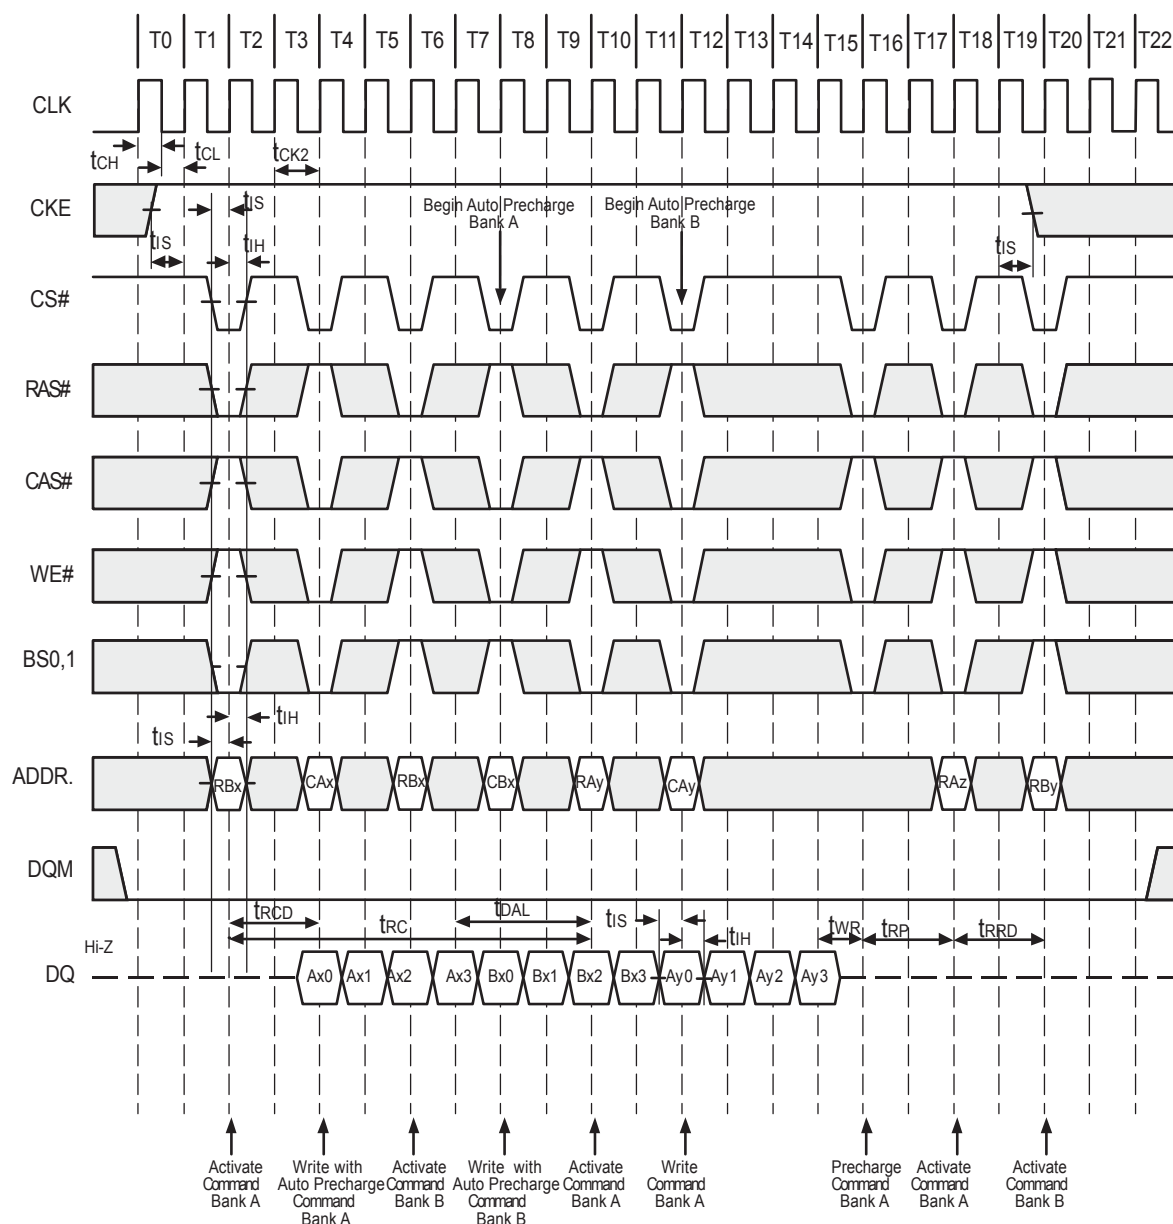 T0 T1 T2 T3 T4 T5 T6 T7 T8 T9 T10 T11 T12 T13 T14 T15 T16 T17 T18 T19 T20 T21 T22
CLK
tCH
tCL
tCK2
CKE
tIS
tIS
tIH
Begin Auto Precharge
Bank A
Begin Auto Precharge
Bank B
tIS
CS#
RAS#
CAS#
WE#
BS0,1
tIH
tIS
ADDR.
RBx CAx RBx CBx RAy CAy RAz RBy
DQM
tRCD
tRC
tDAL
tIS
tIH
tWR
tRP
tRRD
Hi-Z
DQ
Ax0 Ax1 Ax2 Ax3 Bx0 Bx1 Bx2 Bx3 Ay0 Ay1 Ay2 Ay3
Activate
Command
Bank A
Write with
Auto Precharge
Command
Bank A
Activate
Command
Bank B
Write with
Auto Precharge
Command
Bank B
Activate
Command
Bank A
Write
Command
Bank A
Precharge
Command
Bank A
Activate
Command
Bank A
Activate
Command
Bank B